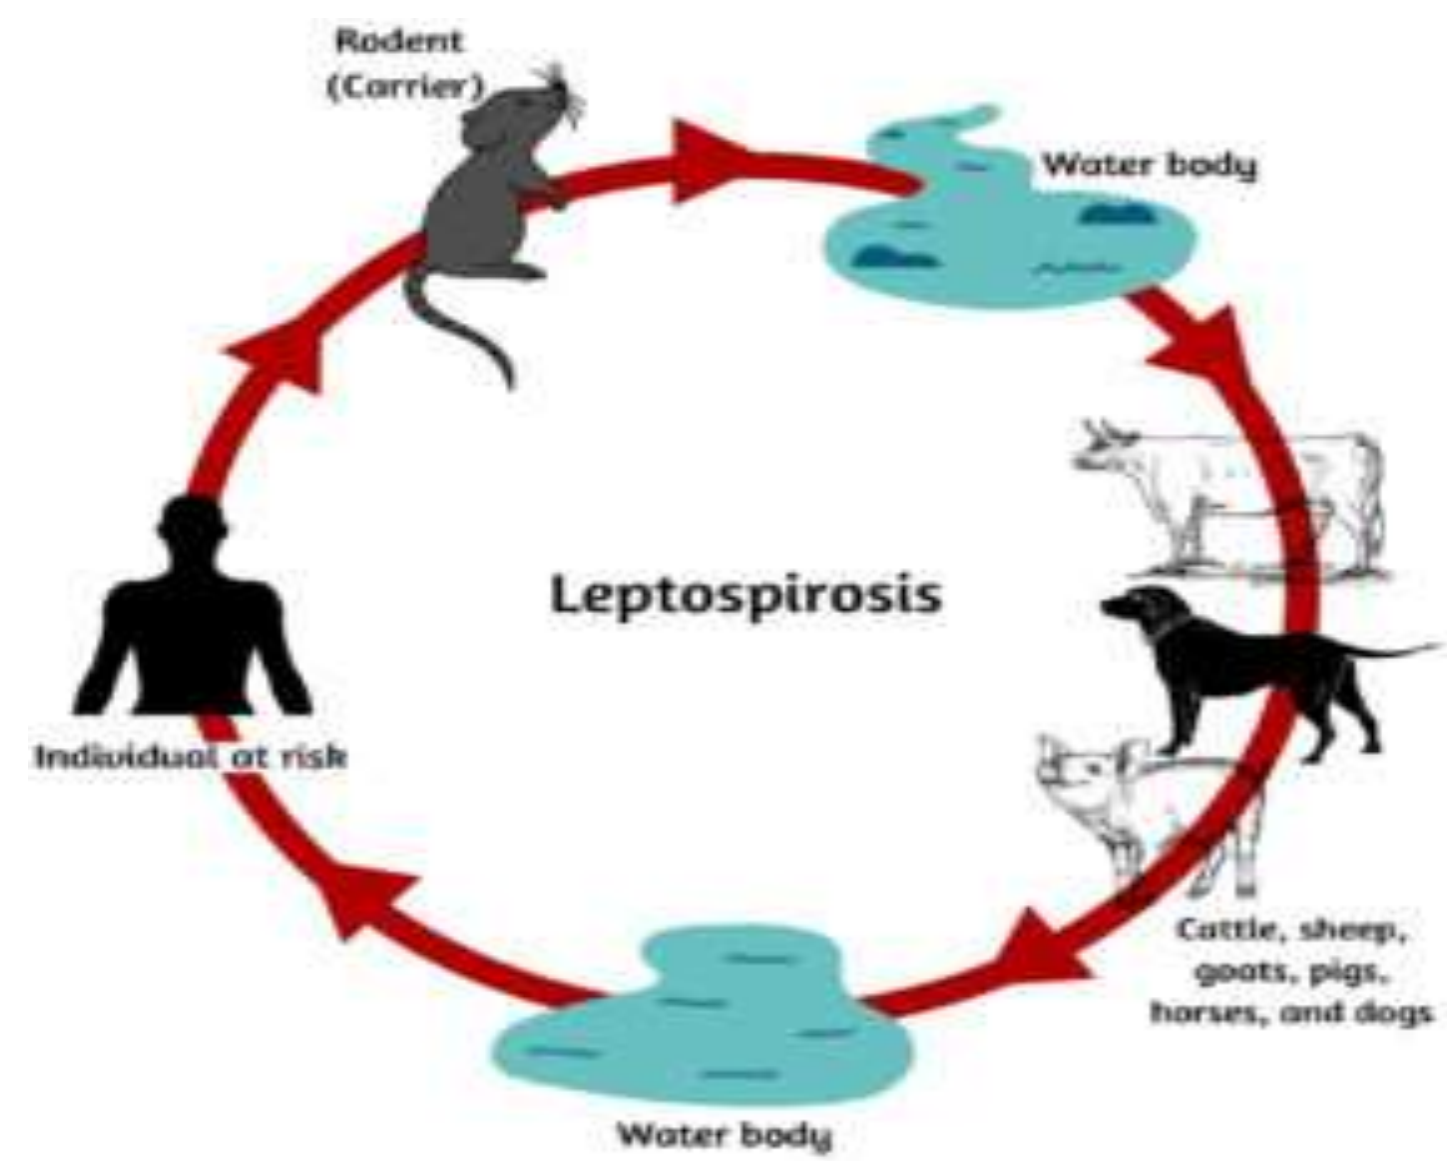 Rodent
(Carrier)
Water body
Leptospirosis
Individual at risk
Cattle, sheep,
goats, pigs,
horses, and dogs
Water body